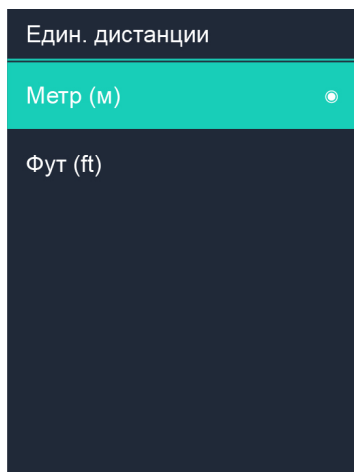 Един. дистанции
Метр (м)
Фут (ft)